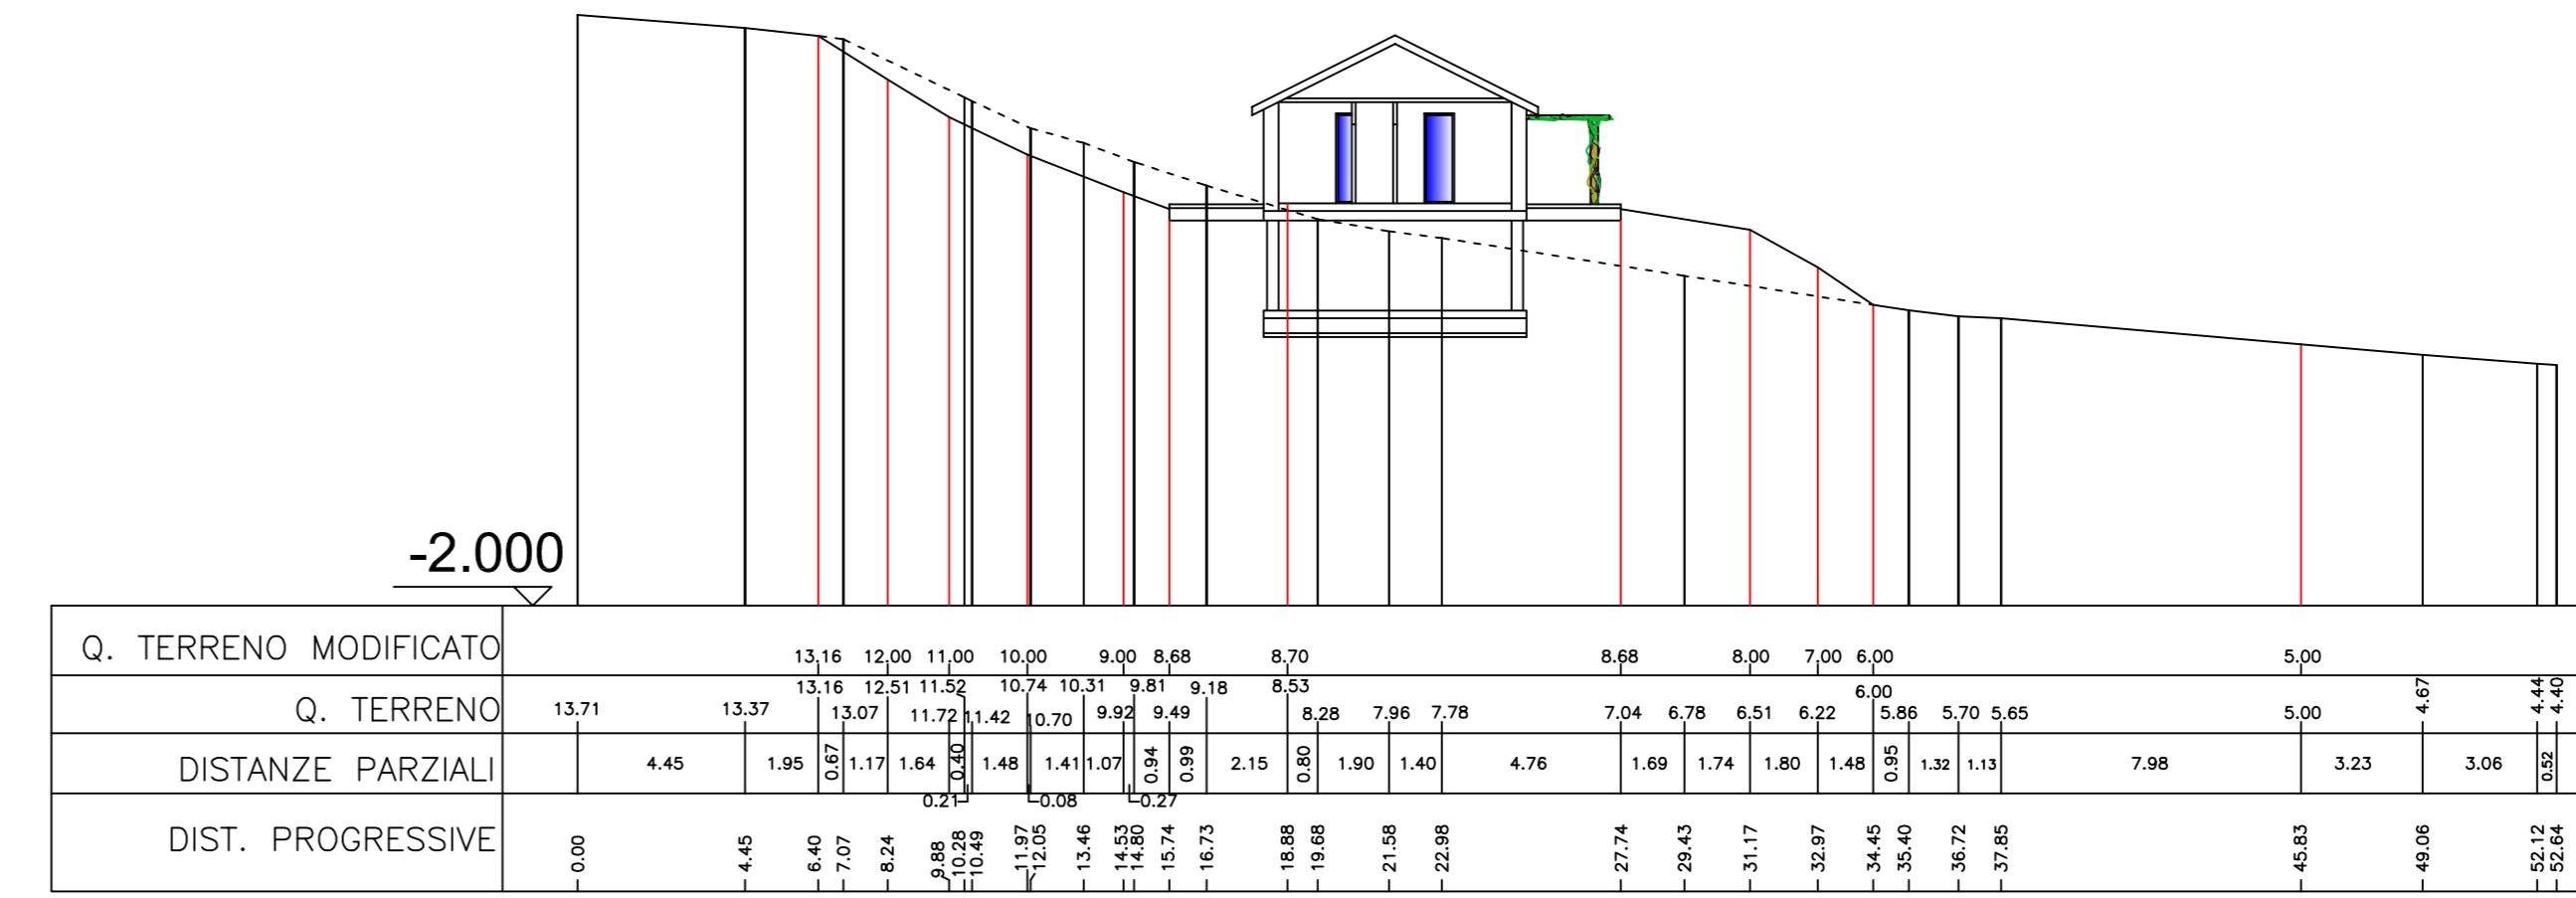 -2.000
Q. TERRENO MODIFICATO 13.16 12.00 11.00 10.00 9.00 8.68 8.70 8.68 8.00 7.00 6.00 5.00
Q. TERRENO 13.71 13.37 13.16 13.07 12.51 11.72 11.52 11.42 10.74 10.70 10.31 9.92 9.81 9.49 9.18 8.53 8.28 7.96 7.78 7.04 6.78 6.51 6.22 6.00 5.86 5.70 5.65 5.00 4.67 4.44 4.40
DISTANZE PARZIALI 4.45 1.95 0.67 1.17 1.64 0.40 1.48 1.41 1.07 0.94 0.99 2.15 0.80 1.90 1.40 4.76 1.69 1.74 1.80 1.48 0.95 1.32 1.13 7.98 3.23 3.06 0.52
0.21 0.08 0.27
DIST. PROGRESSIVE 0.00 4.45 6.40 7.07 8.24 9.88 10.28 10.49 11.97 12.05 13.46 14.53 14.80 15.74 16.73 18.88 19.68 21.58 22.98 27.74 29.43 31.17 32.97 34.45 35.40 36.72 37.85 45.83 49.06 52.12 52.64